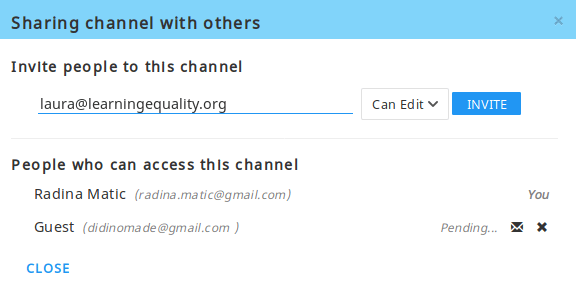 Sharing channel with others ×
Invite people to this channel
laura@learningequality.org Can Edit INVITE
People who can access this channel
Radina Matic (radina.matic@gmail.com) You
Guest (didinomade@gmail.com ) Pending...
CLOSE